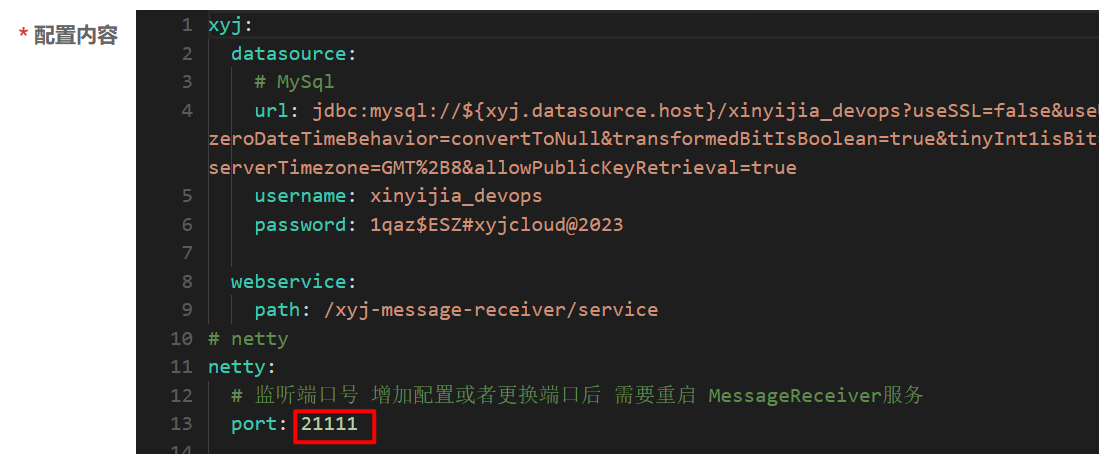 * 配置内容
1 xyj:
2 datasource:
3 # MySql
4 url: jdbc:mysql://${xyj.datasource.host}/xinyijia_devops?useSSL=false&use
zeroDateTimeBehavior=convertToNull&transformedBitIsBoolean=true&tinyInt1isBit
serverTimezone=GMT%2B8&allowPublicKeyRetrieval=true
5 username: xinyijia_devops
6 password: 1qaz$ESZ#xyjcloud@2023
7
8 webservice:
9 path: /xyj-message-receiver/service
10 # netty
11 netty:
12 # 监听端口号 增加配置或者更换端口后 需要重启 MessageReceiver服务
13 port: 21111
14